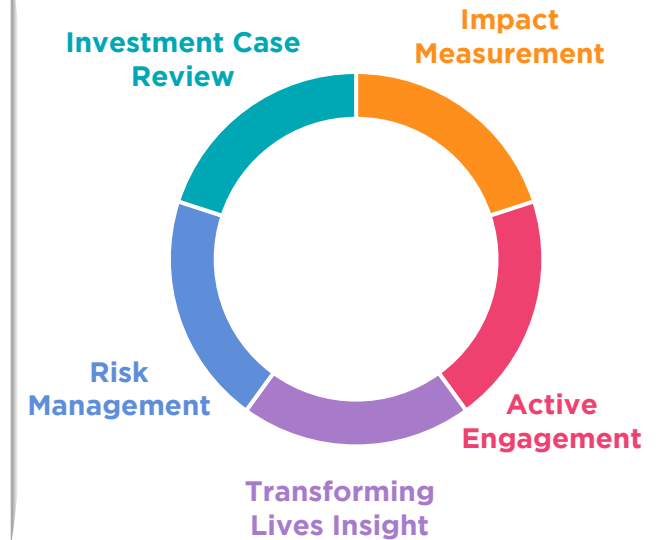 Investment Case
Review
Impact
Measurement
Risk
Management
Active
Engagement
Transforming
Lives Insight